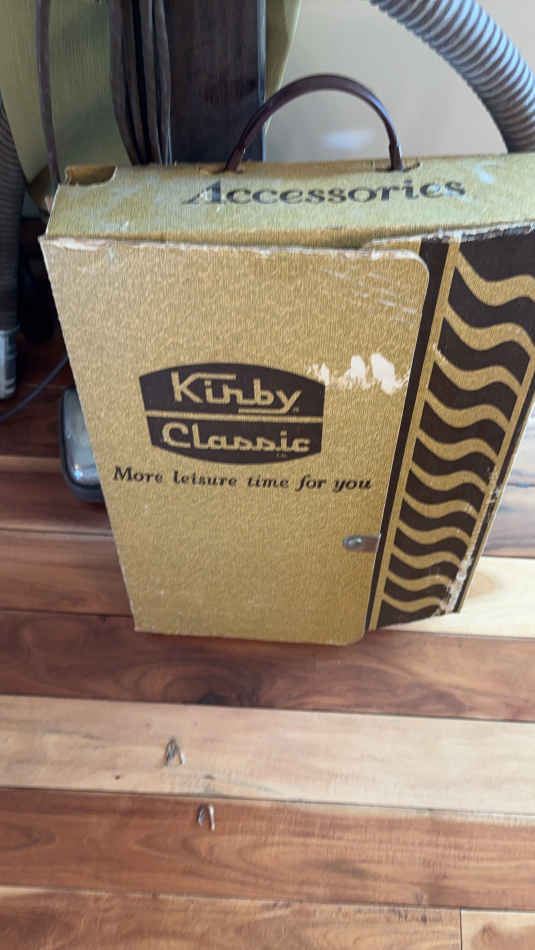 Accessories
Kirby
Classic
More leisure time for you